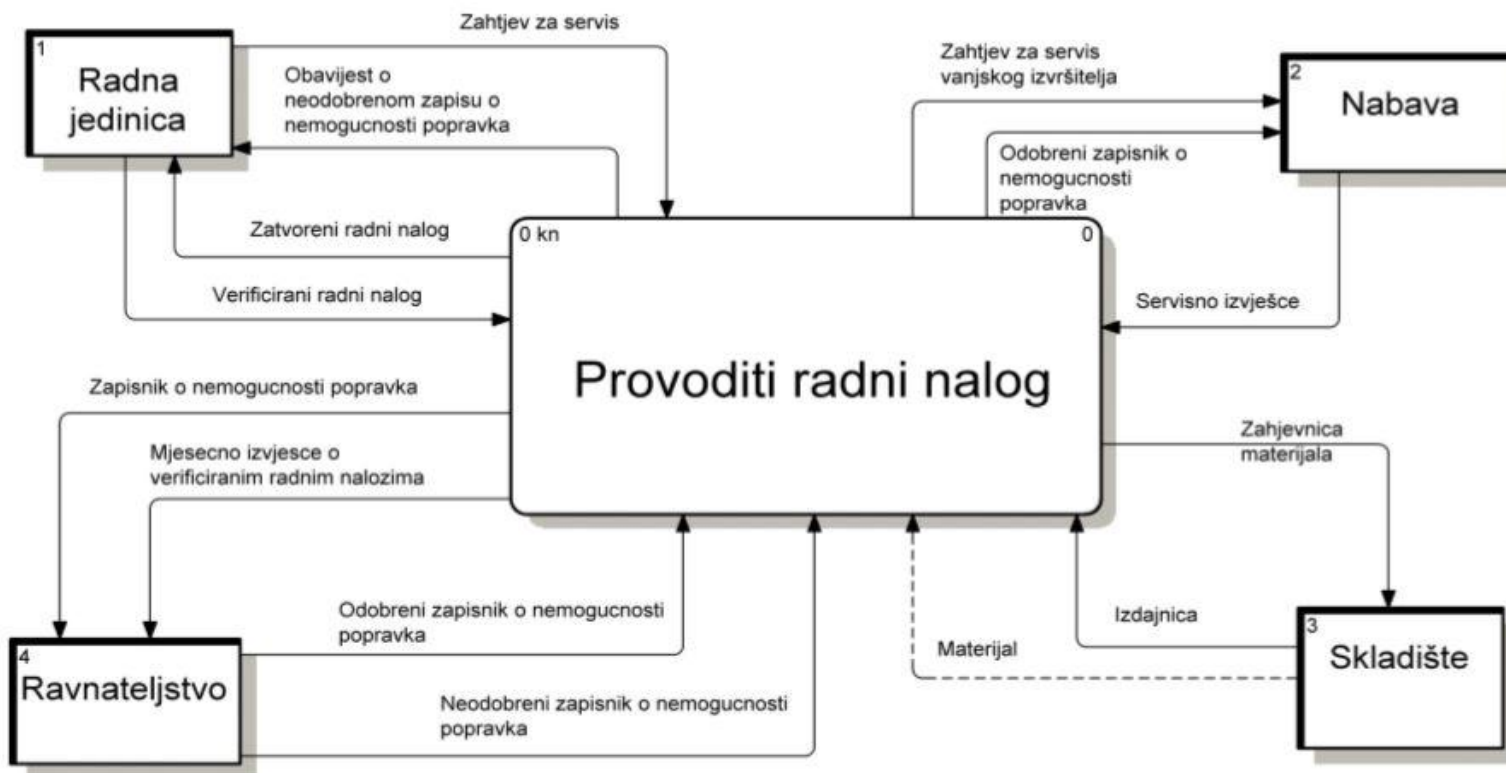 Zahtjev za servis
1
Radna
jedinica
Obavijest o
neodobrenom zapisu o
nemogucnosti popravka
Zatvoreni radni nalog
Verificirani radni nalog
Zahtjev za servis
vanjskog izvršitelja
2
Nabava
Odobreni zapisnik o
nemogucnosti
popravka
Servisno izvješce
0 kn
0
Provoditi radni nalog
Zapisnik o nemogucnosti popravka
Mjesecno izvjesce o
verificiranim radnim nalozima
Zahjevnica
materijala
4
Ravnateljstvo
Odobreni zapisnik o nemogucnosti
popravka
Neodobreni zapisnik o nemogucnosti
popravka
Materijal
Izdajnica
3
Skladište